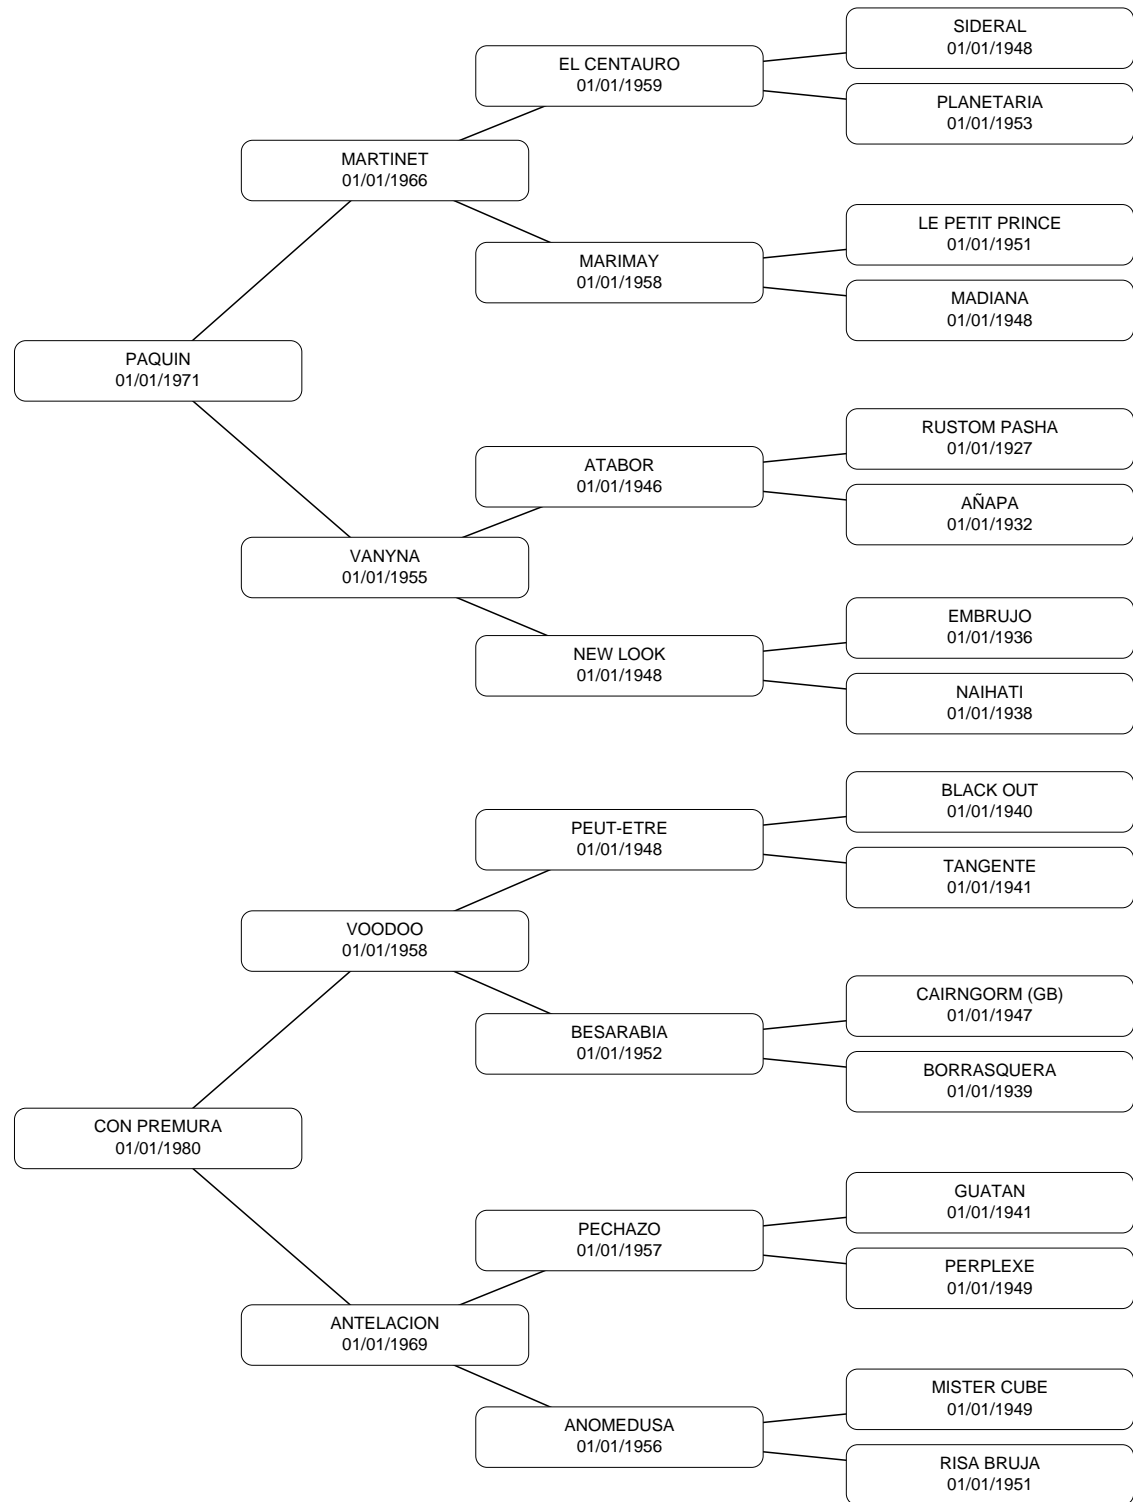 SIDERAL
01/01/1948
EL CENTAURO
01/01/1959
PLANETARIA
01/01/1953
MARTINET
01/01/1966
LE PETIT PRINCE
01/01/1951
MARIMAY
01/01/1958
MADIANA
01/01/1948
PAQUIN
01/01/1971
RUSTOM PASHA
01/01/1927
ATABOR
01/01/1946
AÑAPA
01/01/1932
VANYNA
01/01/1955
EMBRUJO
01/01/1936
NEW LOOK
01/01/1948
NAIHATI
01/01/1938
BLACK OUT
01/01/1940
PEUT-ETRE
01/01/1948
TANGENTE
01/01/1941
VOODOO
01/01/1958
CAIRNGORM (GB)
01/01/1947
BESARABIA
01/01/1952
BORRASQUERA
01/01/1939
CON PREMURA
01/01/1980
GUATAN
01/01/1941
PECHAZO
01/01/1957
PERPLEXE
01/01/1949
ANTELACION
01/01/1969
MISTER CUBE
01/01/1949
ANOMEDUSA
01/01/1956
RISA BRUJA
01/01/1951